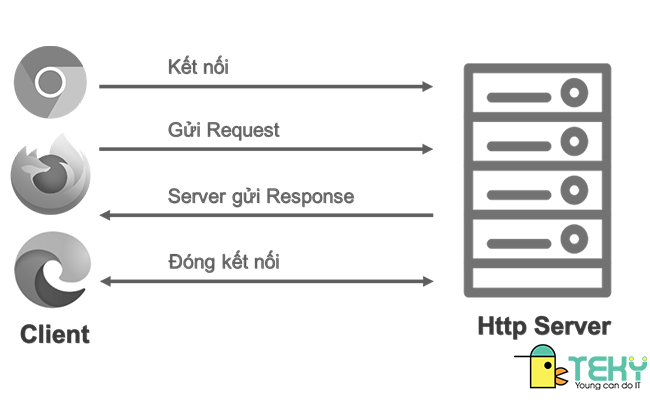 Kết nối
Gửi Request
Server gửi Response
Đóng kết nối
Client
Http Server
TEKY
Young can do IT